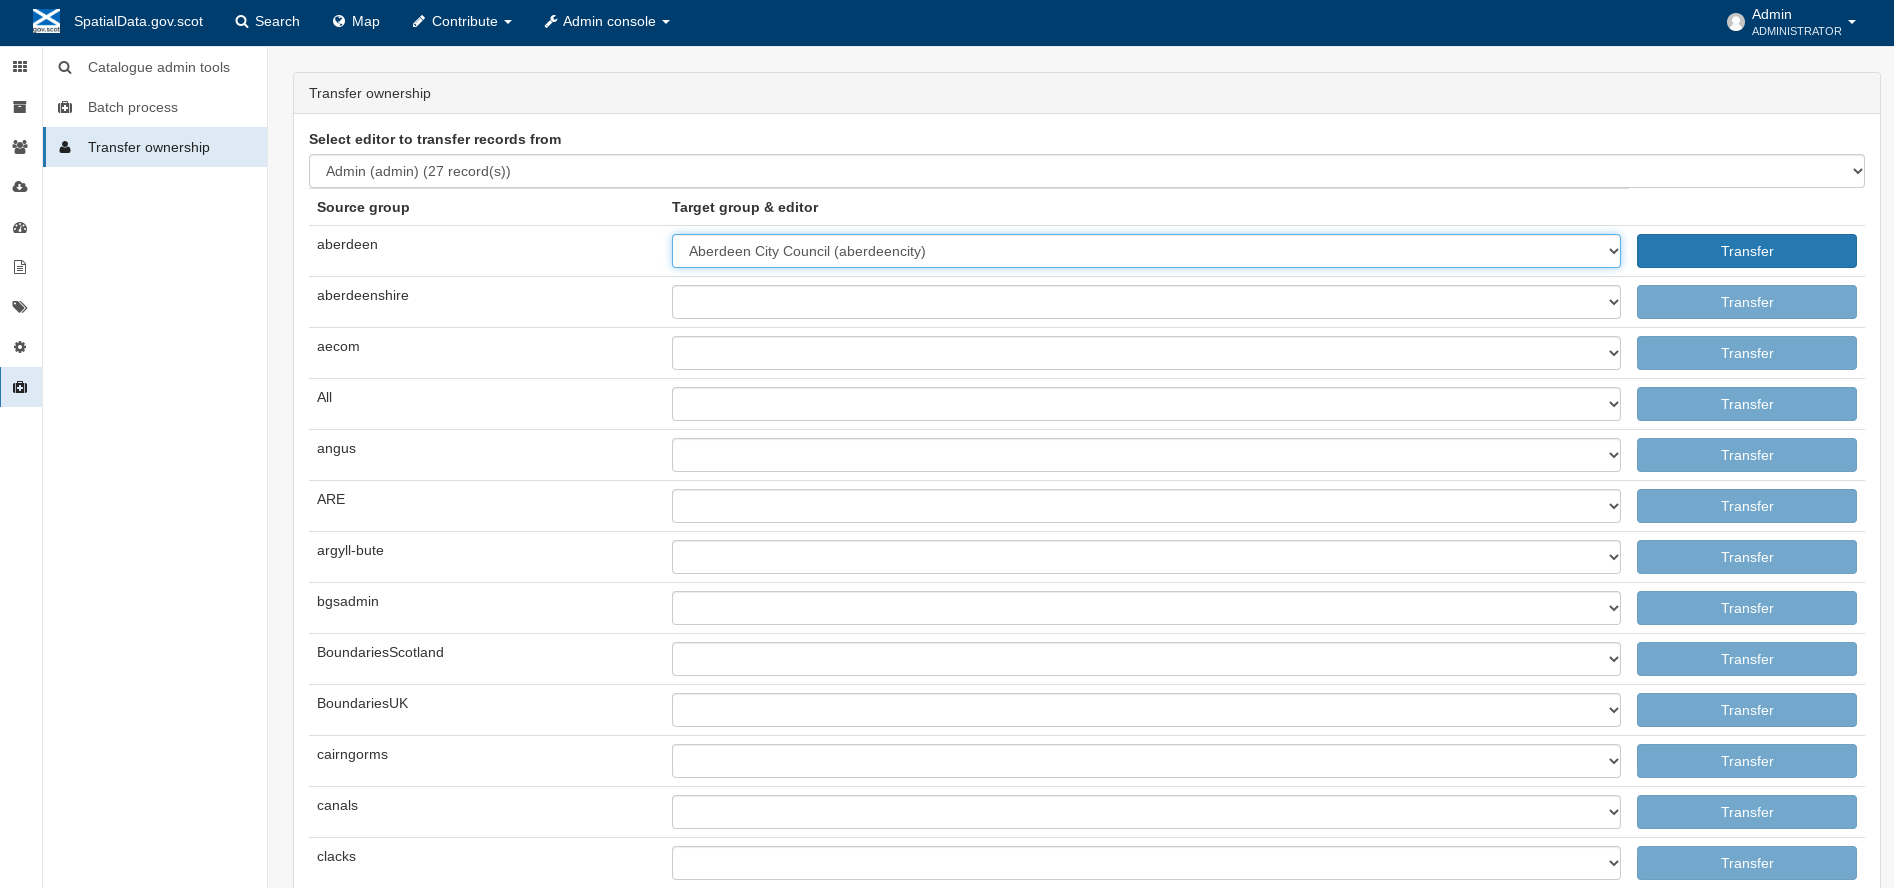 gov.scot SpatialData.gov.scot Search Map Contribute Admin console Admin
ADMINISTRATOR
Catalogue admin tools
Batch process
Transfer ownership
Transfer ownership
Select editor to transfer records from
Admin (admin) (27 record(s))
Source group Target group & editor
aberdeen Aberdeen City Council (aberdeencity) Transfer
aberdeenshire Transfer
aecom Transfer
All Transfer
angus Transfer
ARE Transfer
argyll-bute Transfer
bgsadmin Transfer
BoundariesScotland Transfer
BoundariesUK Transfer
cairngorms Transfer
canals Transfer
clacks Transfer